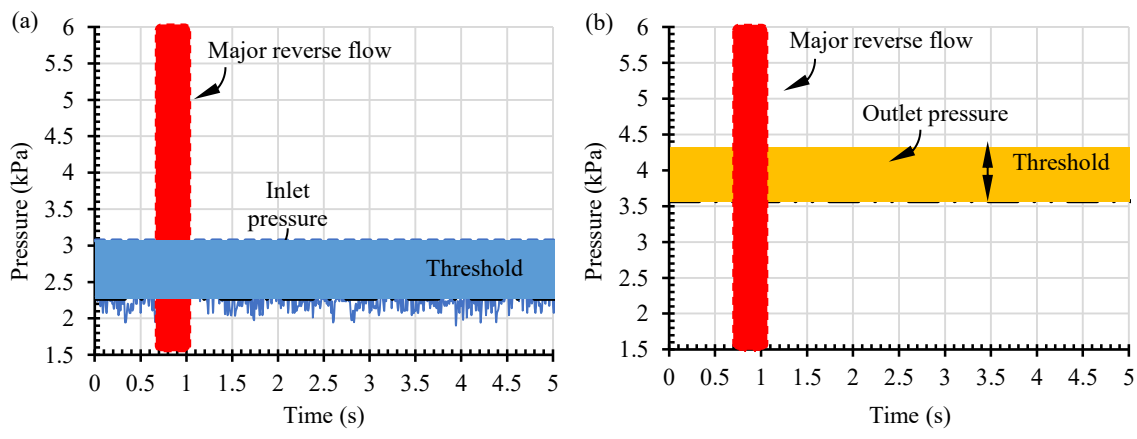 (a)
Pressure (kPa)
6
5.5
5
4.5
4
3.5
3
2.5
2
1.5
Major reverse flow
Inlet
pressure
Threshold
0 0.5 1 1.5 2 2.5 3 3.5 4 4.5 5
Time (s)
(b)
Pressure (kPa)
6
5.5
5
4.5
4
3.5
3
2.5
2
1.5
Major reverse flow
Outlet pressure
Threshold
0 0.5 1 1.5 2 2.5 3 3.5 4 4.5 5
Time (s)